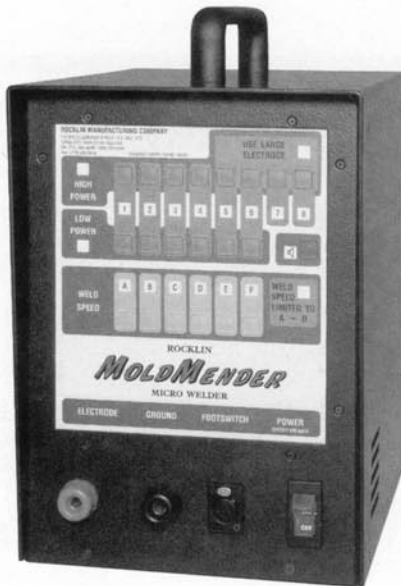 ROCKLIN MANUFACTURING COMPANY
USE LARGE
ELECTRODE
HIGH
POWER
1 2 3 4 5 6 7 8
LOW
POWER
WELD
SPEED
A B C D E F
WELD
SPEED
LIMITED TO
A - B
ROCKLIN
MOLDMENDER
MICRO WELDER
ELECTRODE GROUND FOOTSWITCH POWER
OFF